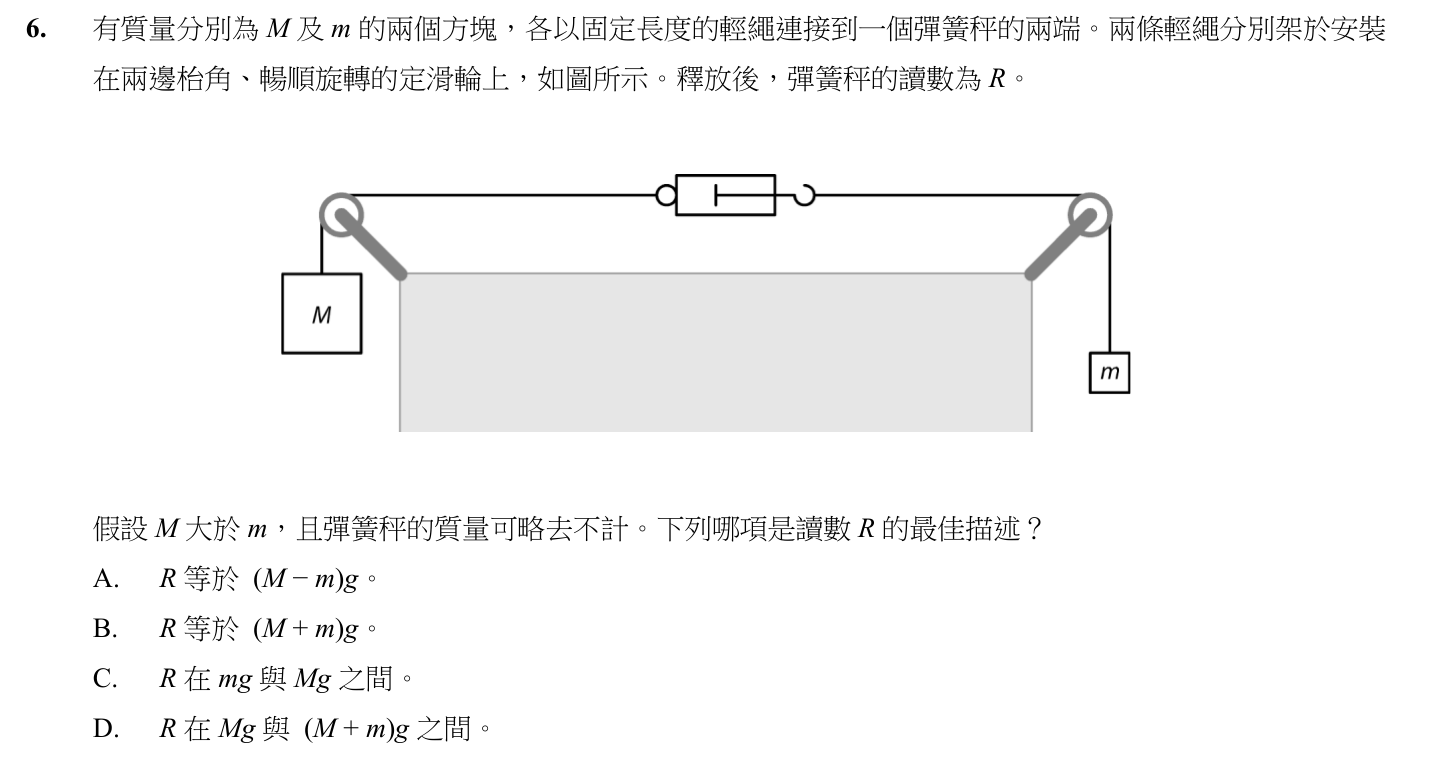 6. 有質量分別為 M 及 m 的兩個方塊，各以固定長度的輕繩連接到一個彈簧秤的兩端。兩條輕繩分別架於安裝
在兩邊枱角、暢順旋轉的定滑輪上，如圖所示。釋放後，彈簧秤的讀數為 R。
M
m
假設 M 大於 m，且彈簧秤的質量可略去不計。下列哪項是讀數 R 的最佳描述？
A. R 等於 (M − m)g。
B. R 等於 (M + m)g。
C. R 在 mg 與 Mg 之間。
D. R 在 Mg 與 (M + m)g 之間。